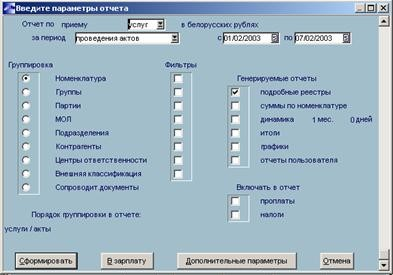 Введите параметры отчета
Отчет по приему услуг в белорусских рублях
за период проведения актов с 01/02/2003 по 07/02/2003
Группировка Фильтры Генерируемые отчеты
Номенклатура подробные реестры
Группы суммы по номенклатуре
Партии динамика 1 мес. 0 дней
МОЛ итоги
Подразделения графики
Контрагенты отчеты пользователя
Центры ответственности
Внешняя классификация Включать в отчет
Сопроводит.документы проплаты
Порядок группировки в отчете: налоги
услуги / акты
Сформировать В зарплату Дополнительные параметры Отмена